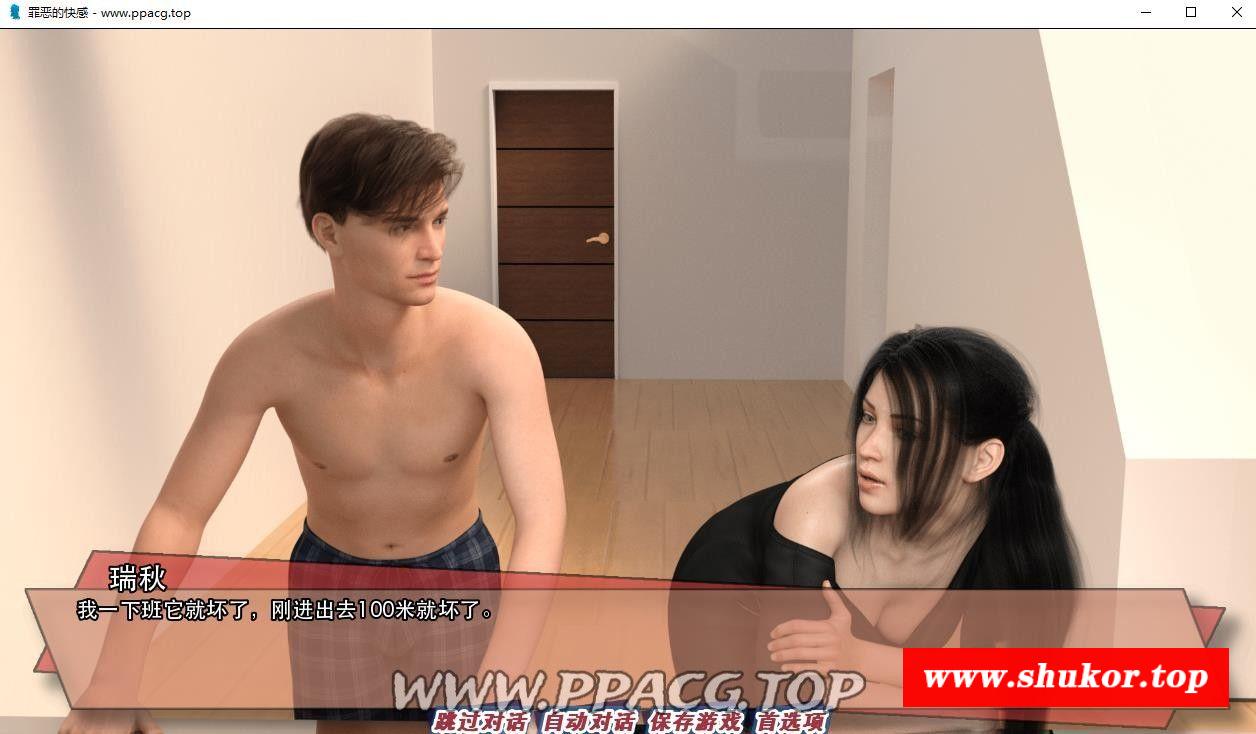 罪恶的快感 - www.ppacg.top
瑞秋
我一下班它就坏了，刚进出去100米就坏了。
WWW.PPACG.TOP
www.shukor.top
跳过对话 自动对话 保存游戏 首选项